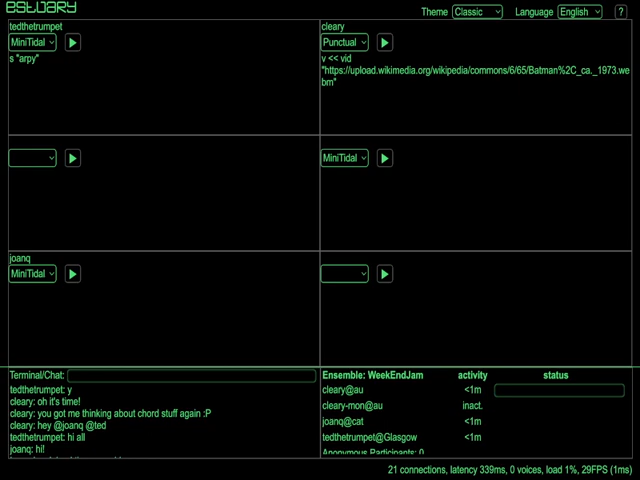 estuary
Theme Classic Language English ?
tedthetrumpet
MiniTidal
s "arpy"
cleary
Punctual
v << vid
"https://upload.wikimedia.org/wikipedia/commons/6/65/Batman%2C_ca._1973.we
bm"
MiniTidal
joanq
MiniTidal
Terminal/Chat:
tedthetrumpet: y
cleary: oh it's time!
cleary: you got me thinking about chord stuff again :P
cleary: hey @joanq @ted
tedthetrumpet: hi all
joanq: hi!
Ensemble: WeekEndJam activity status
cleary@au <1m
cleary-mon@au inact.
joanq@cat <1m
tedthetrumpet@Glasgow <1m
Anonymous Participants: 0
21 connections, latency 339ms, 0 voices, load 1%, 29FPS (1ms)